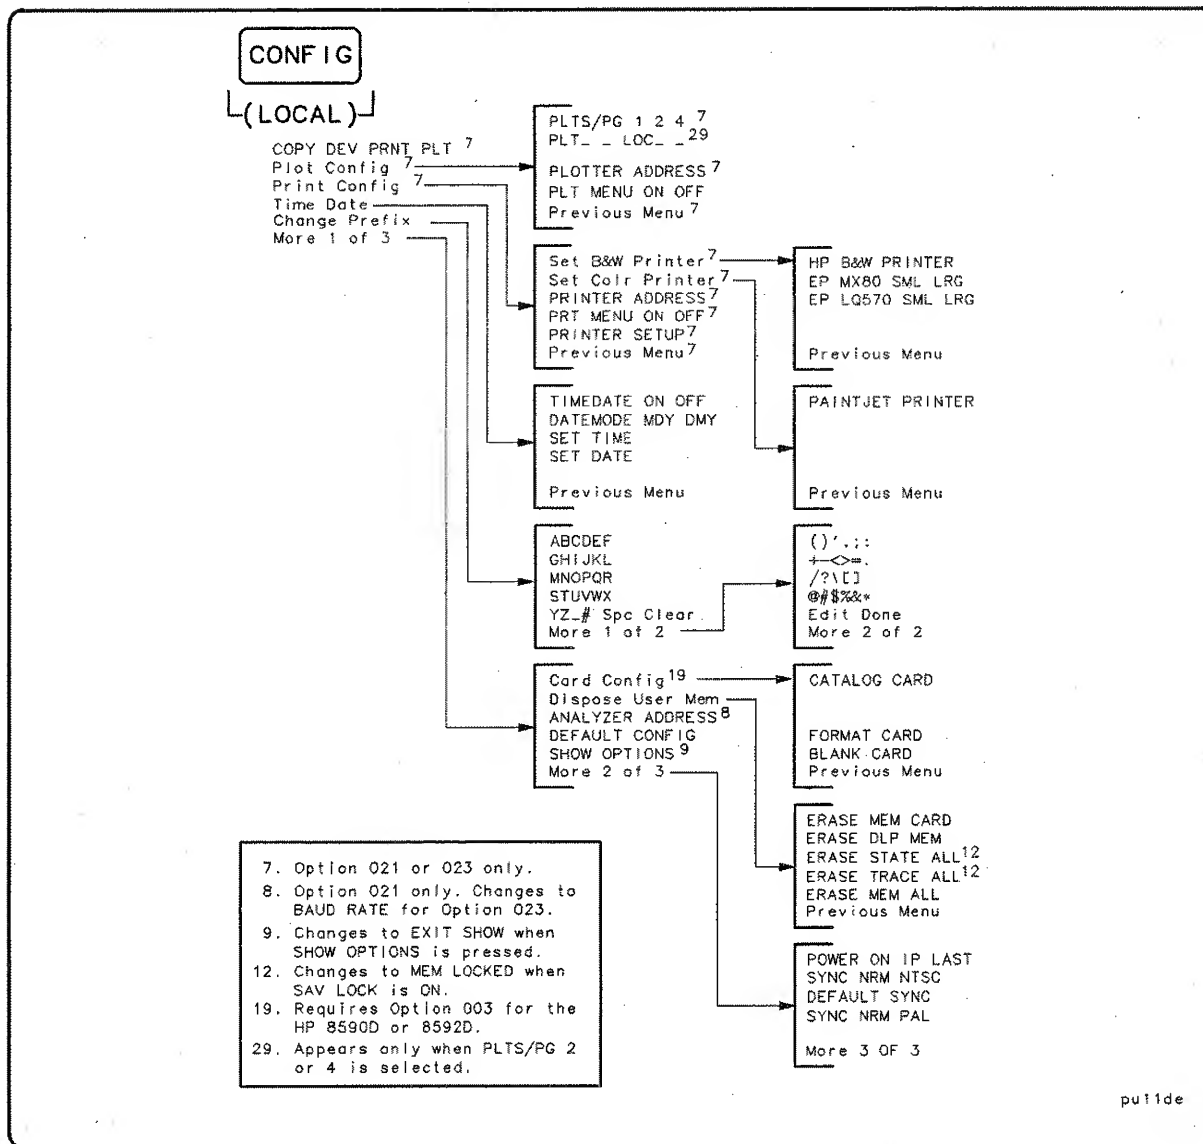 CONFIG
(LOCAL)
COPY DEV PRNT PLT 7
Plot Config 7
Print Config 7
Time Date
Change Prefix
More 1 of 3
PLTS/PG 1 2 4 7
PLT_ _ LOC_ _ 29
PLOTTER ADDRESS 7
PLT MENU ON OFF
Previous Menu 7
Set B&W Printer 7
Set Colr Printer 7
PRINTER ADDRESS 7
PRT MENU ON OFF 7
PRINTER SETUP 7
Previous Menu 7
HP B&W PRINTER
EP MX80 SML LRG
EP LQ570 SML LRG
Previous Menu
TIMEDATE ON OFF
DATEMODE MDY DMY
SET TIME
SET DATE
Previous Menu
PAINTJET PRINTER
Previous Menu
ABCDEF
GHIJKL
MNOPQR
STUVWX
YZ_# Spc Clear
More 1 of 2
()'.;:
+-<>=.
/?\[]
@#$%&*
Edit Done
More 2 of 2
Card Config 19
Dispose User Mem
ANALYZER ADDRESS 8
DEFAULT CONFIG
SHOW OPTIONS 9
More 2 of 3
CATALOG CARD
FORMAT CARD
BLANK CARD
Previous Menu
ERASE MEM CARD
ERASE DLP MEM
ERASE STATE ALL 12
ERASE TRACE ALL 12
ERASE MEM ALL
Previous Menu
POWER ON IP LAST
SYNC NRM NTSC
DEFAULT SYNC
SYNC NRM PAL
More 3 OF 3
7. Option 021 or 023 only.
8. Option 021 only. Changes to
BAUD RATE for Option 023.
9. Changes to EXIT SHOW when
SHOW OPTIONS is pressed.
12. Changes to MEM LOCKED when
SAV LOCK is ON.
19. Requires Option 003 for the
HP 8590D or 8592D.
29. Appears only when PLTS/PG 2
or 4 is selected.
pu11de